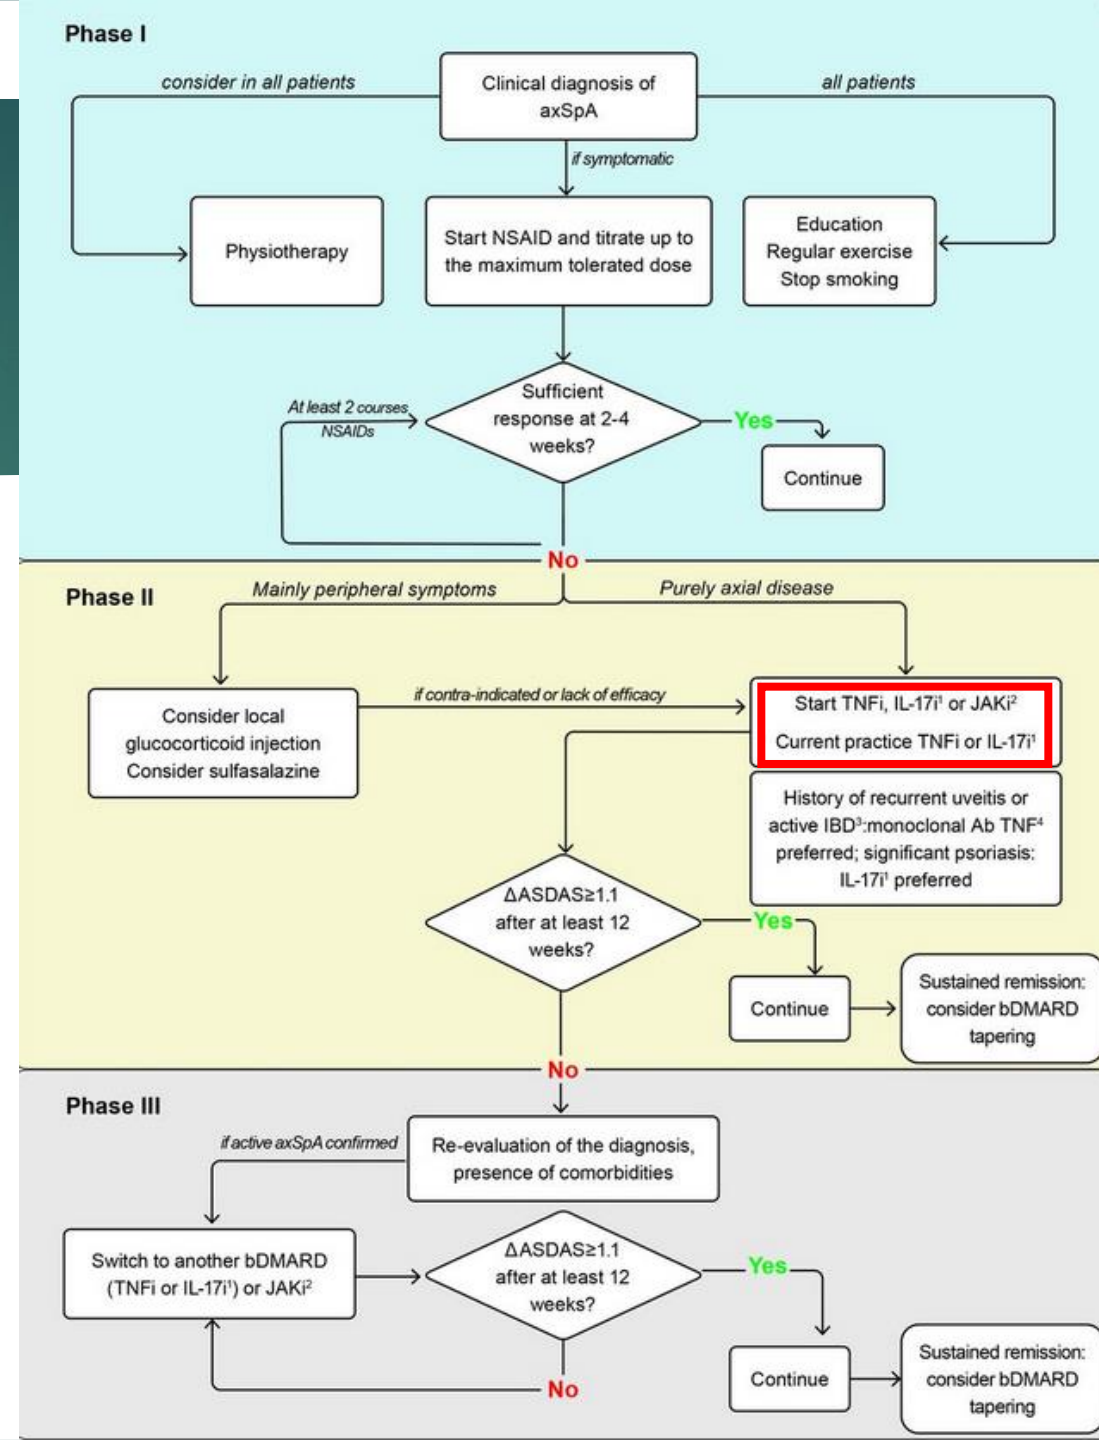 Phase I
consider in all patients
Clinical diagnosis of
axSpA
all patients
if symptomatic
Physiotherapy
Start NSAID and titrate up to
the maximum tolerated dose
Education
Regular exercise
Stop smoking
At least 2 courses
NSAIDs
Sufficient
response at 2-4
weeks?
Yes
Continue
No
Phase II
Mainly peripheral symptoms
Purely axial disease
Consider local
glucocorticoid injection
Consider sulfasalazine
if contra-indicated or lack of efficacy
Start TNFi, IL-17i¹ or JAKi²
Current practice TNFi or IL-17i¹
History of recurrent uveitis or
active IBD³:monoclonal Ab TNF⁴
preferred; significant psoriasis:
IL-17i¹ preferred
ΔASDAS≥1.1
after at least 12
weeks?
Yes
Continue
Sustained remission:
consider bDMARD
tapering
No
Phase III
if active axSpA confirmed
Re-evaluation of the diagnosis,
presence of comorbidities
Switch to another bDMARD
(TNFi or IL-17i¹) or JAKi²
ΔASDAS≥1.1
after at least 12
weeks?
Yes
No
Continue
Sustained remission:
consider bDMARD
tapering